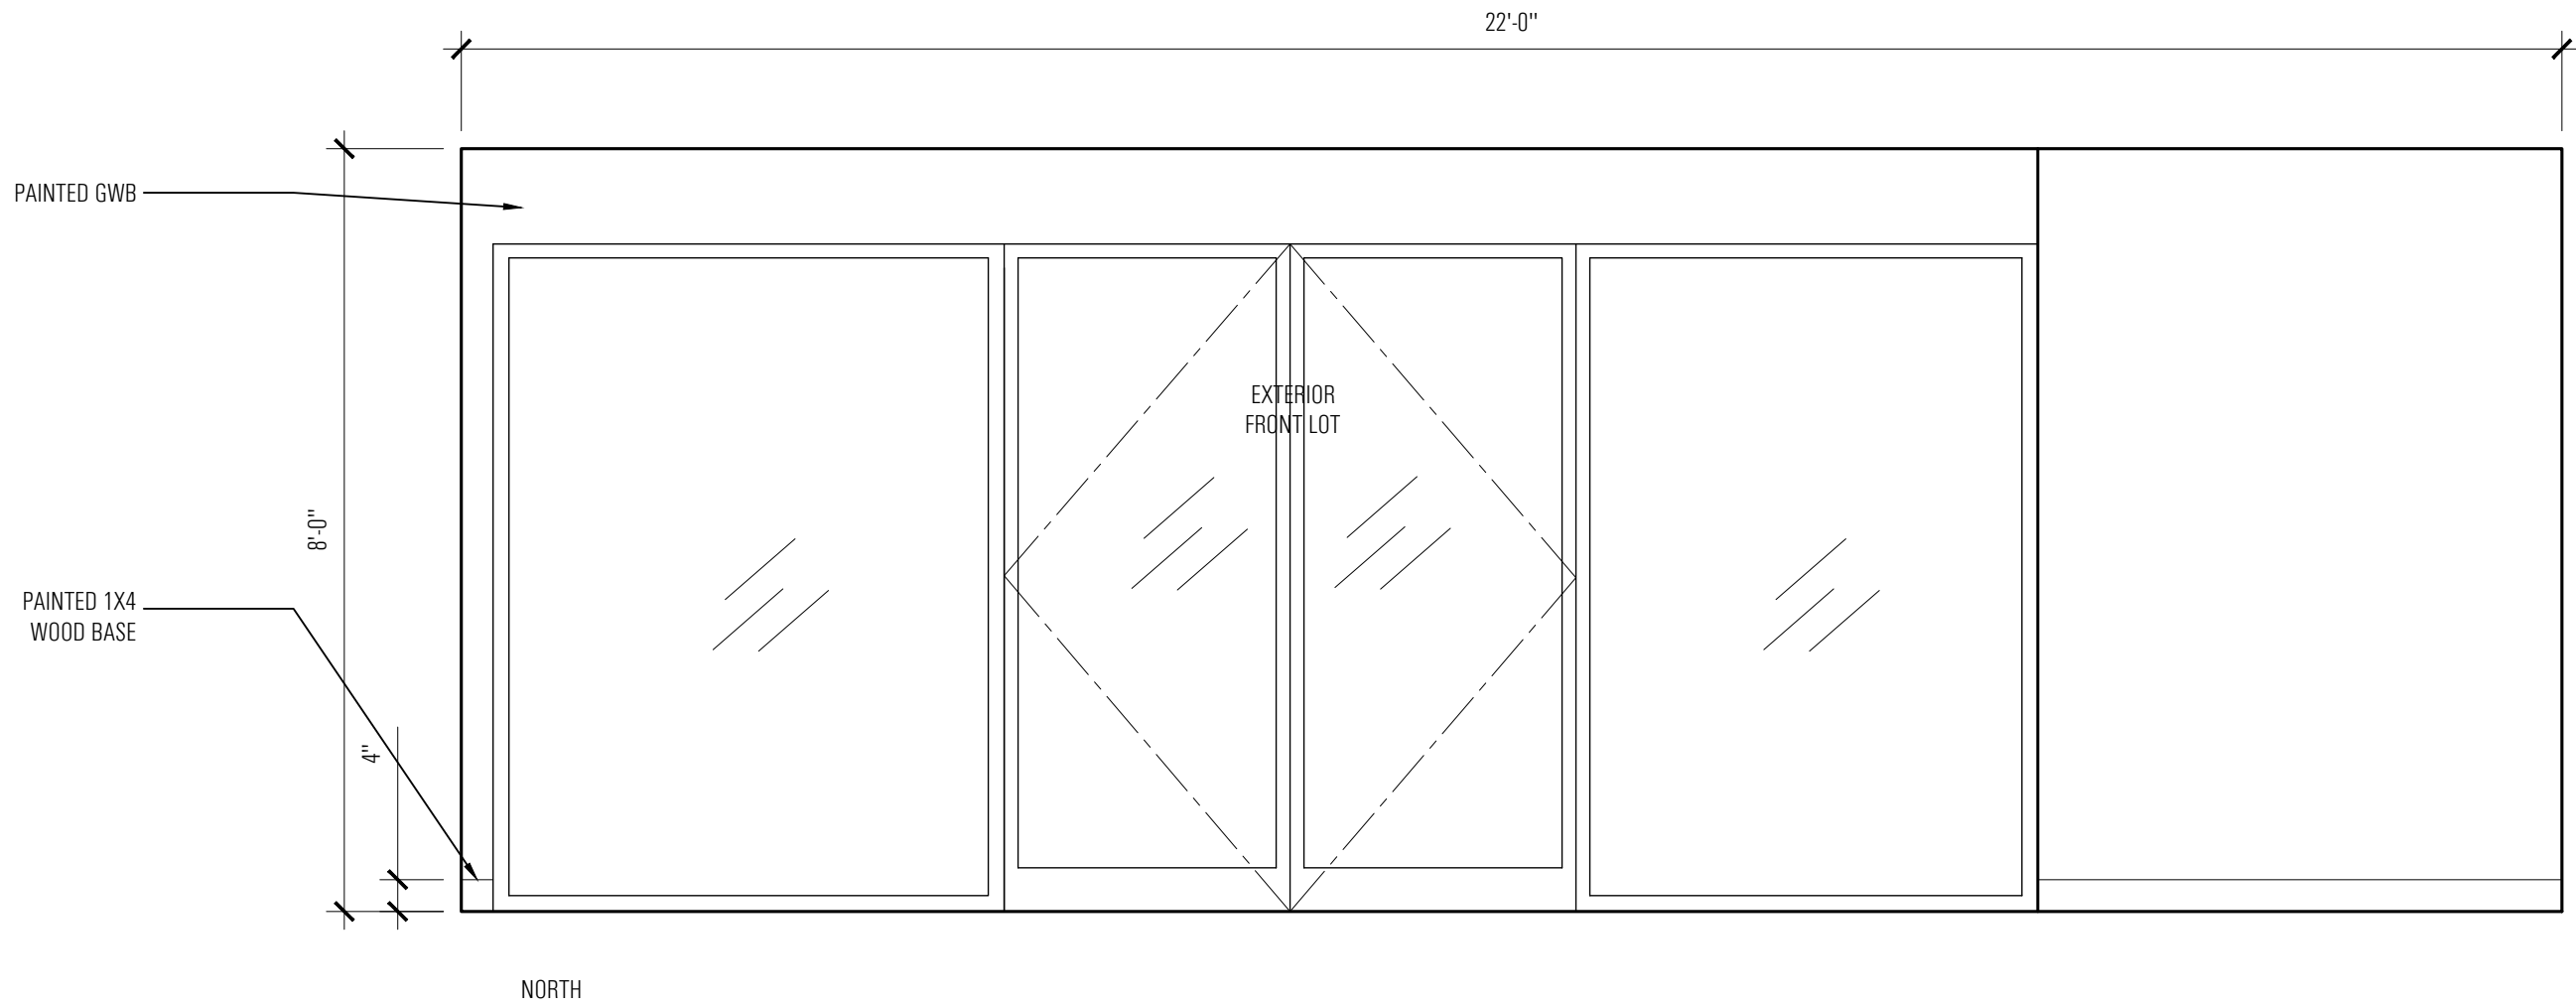 22'-0"
PAINTED GWB
EXTERIOR
FRONT LOT
8'-0"
PAINTED 1X4
WOOD BASE
4"
NORTH